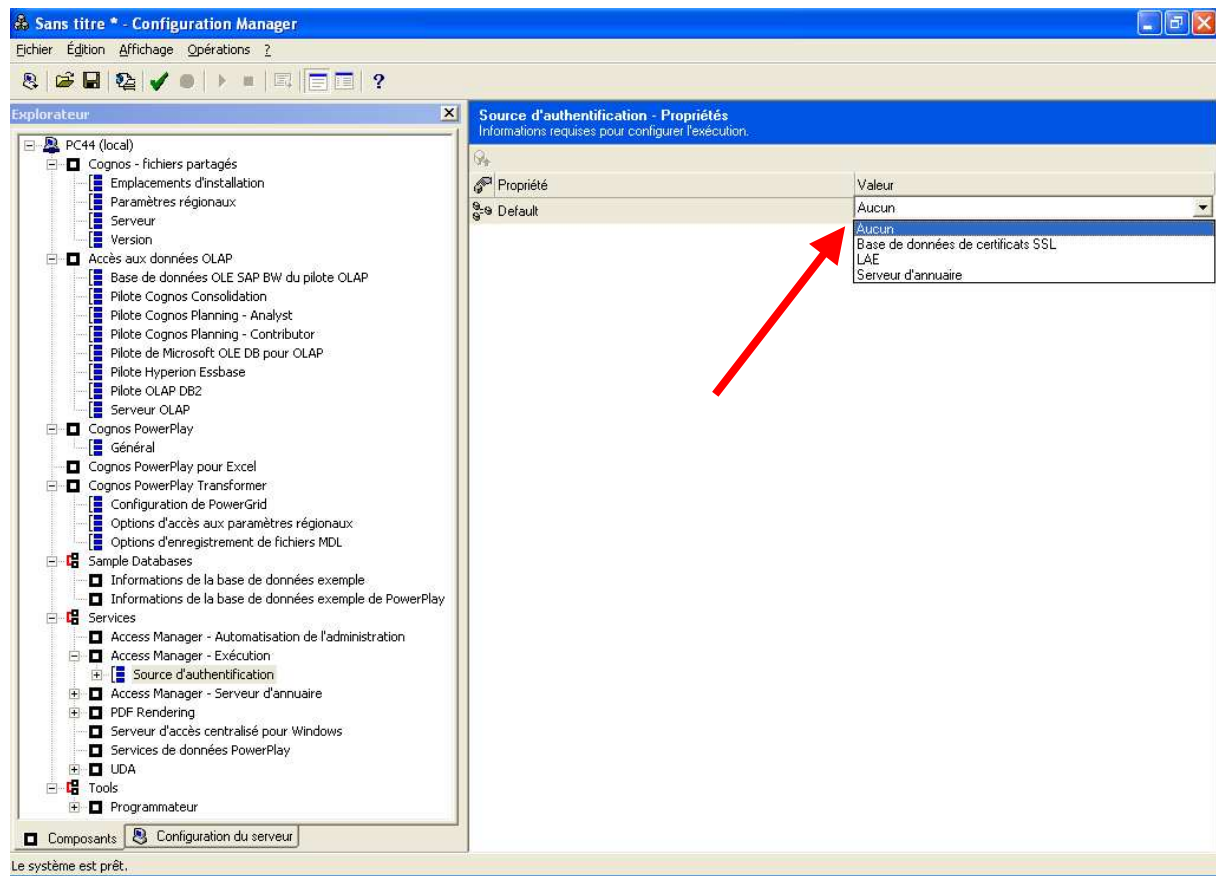 Sans titre * - Configuration Manager
Fichier Édition Affichage Opérations ?
Explorateur
PC44 (local)
Cognos - fichiers partagés
Emplacements d'installation
Paramètres régionaux
Serveur
Version
Accès aux données OLAP
Base de données OLE SAP BW du pilote OLAP
Pilote Cognos Consolidation
Pilote Cognos Planning - Analyst
Pilote Cognos Planning - Contributor
Pilote de Microsoft OLE DB pour OLAP
Pilote Hyperion Essbase
Pilote OLAP DB2
Serveur OLAP
Cognos PowerPlay
Général
Cognos PowerPlay pour Excel
Cognos PowerPlay Transformer
Configuration de PowerGrid
Options d'accès aux paramètres régionaux
Options d'enregistrement de fichiers MDL
Sample Databases
Informations de la base de données exemple
Informations de la base de données exemple de PowerPlay
Services
Access Manager - Automatisation de l'administration
Access Manager - Exécution
Source d'authentification
Access Manager - Serveur d'annuaire
PDF Rendering
Serveur d'accès centralisé pour Windows
Services de données PowerPlay
UDA
Tools
Programmateur
Composants Configuration du serveur
Source d'authentification - Propriétés
Informations requises pour configurer l'exécution.
Propriété Valeur
Default Aucun
Aucun
Base de données de certificats SSL
LAE
Serveur d'annuaire
Le système est prêt.